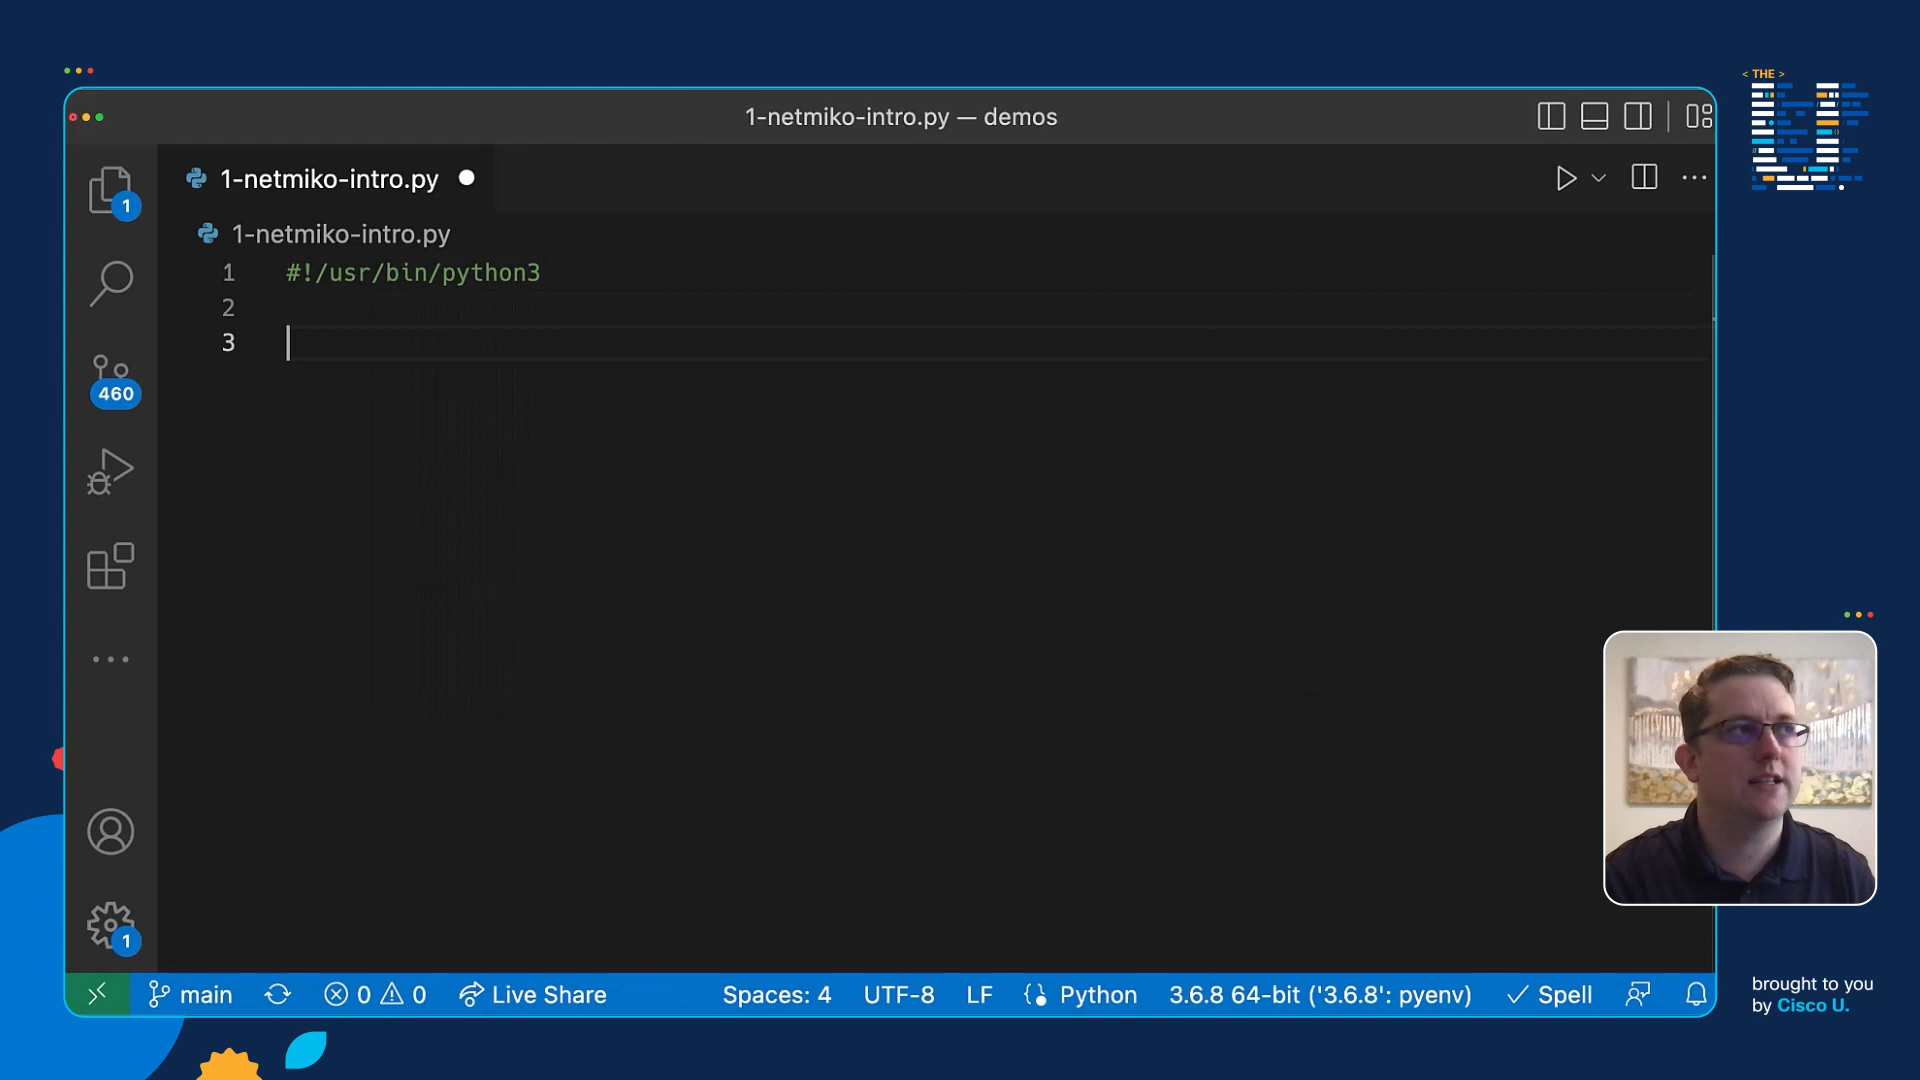 < THE >
1-netmiko-intro.py — demos
1-netmiko-intro.py
1-netmiko-intro.py
1 #!/usr/bin/python3
2
3
1
460
1
main 0 0 Live Share Spaces: 4 UTF-8 LF Python 3.6.8 64-bit ('3.6.8': pyenv) Spell
brought to you
by Cisco U.